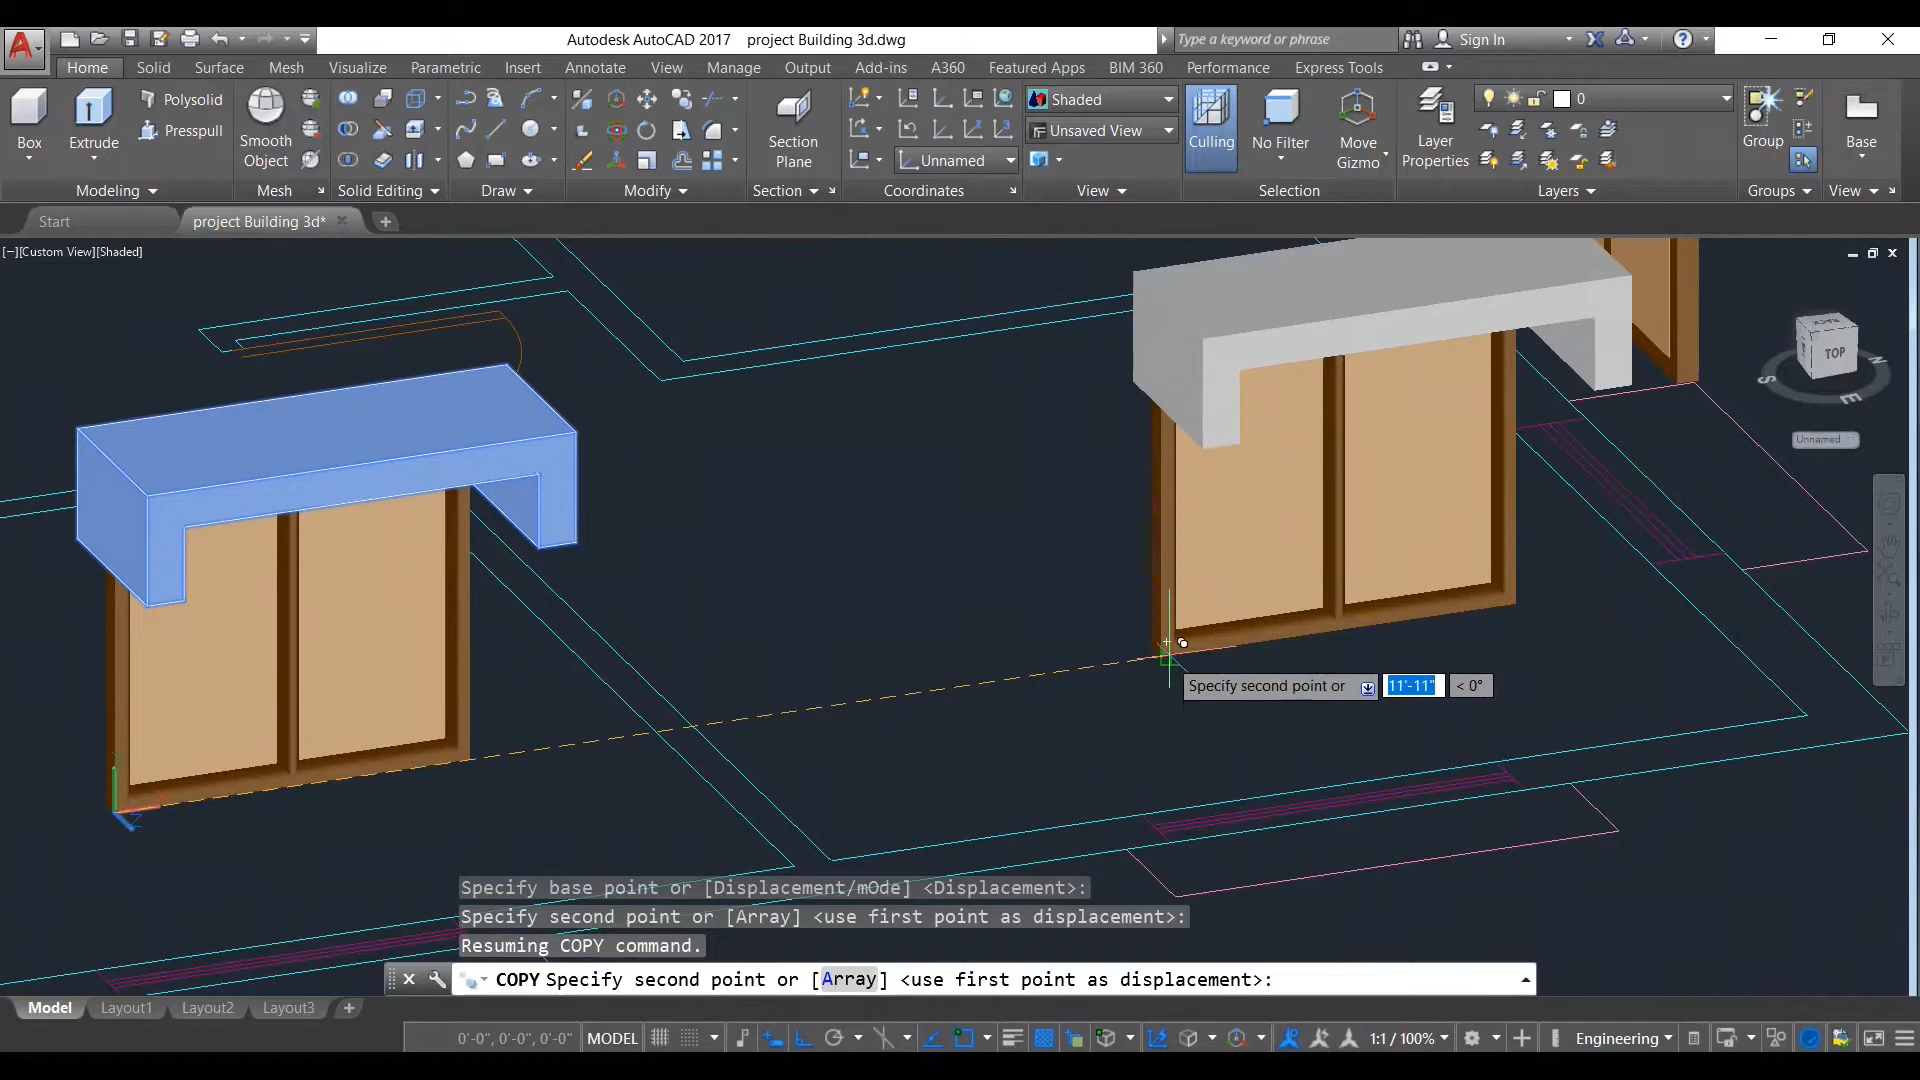 Autodesk AutoCAD 2017 project Building 3d.dwg
Type a keyword or phrase
Sign In
Home Solid Surface Mesh Visualize Parametric Insert Annotate View Manage Output Add-ins A360 Featured Apps BIM 360 Performance Express Tools
Box
Extrude
Polysolid
Presspull
Smooth Object
Section Plane
Unnamed
Shaded
Unsaved View
Culling
No Filter
Move Gizmo
Layer Properties
0
Group
Base
Modeling
Mesh
Solid Editing
Draw
Modify
Section
Coordinates
View
Selection
Layers
Groups
View
Start
project Building 3d*
[−][Custom View][Shaded]
BACK
TOP
N
S
E
Unnamed
Z
Specify second point or 11'-11" < 0°
Specify base point or [Displacement/mOde] <Displacement>:
Specify second point or [Array] <use first point as displacement>:
Resuming COPY command.
COPY Specify second point or [Array] <use first point as displacement>:
Model Layout1 Layout2 Layout3
0'-0", 0'-0", 0'-0"
MODEL
1:1 / 100%
Engineering